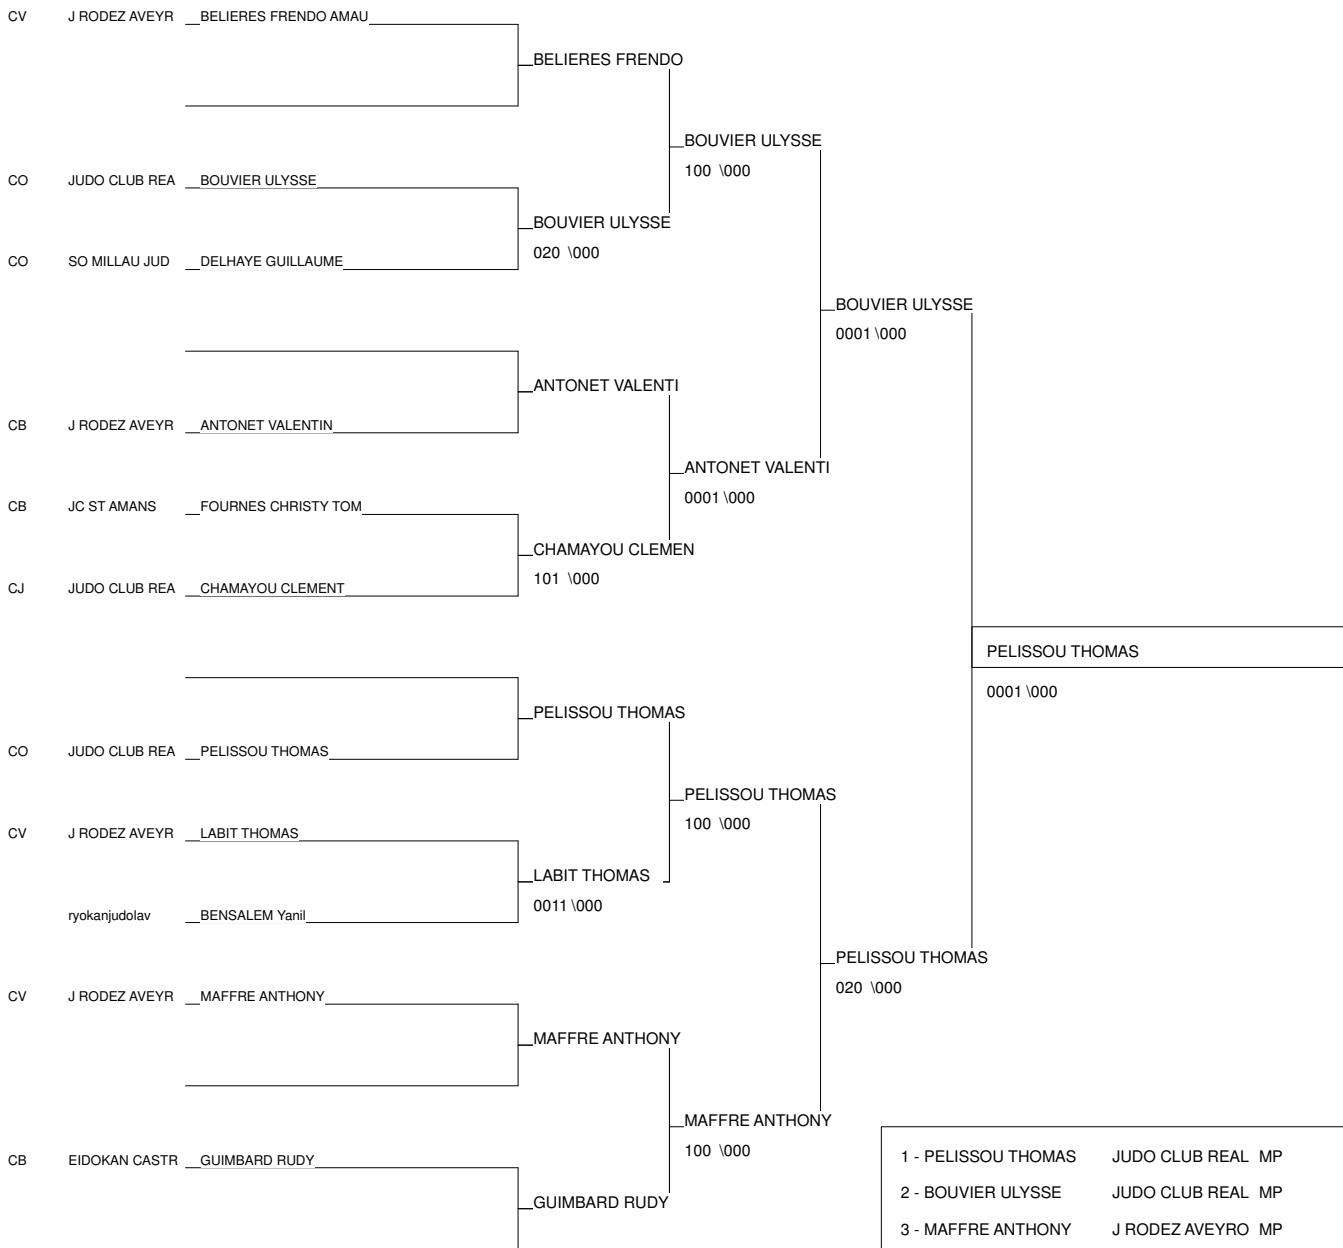 CV J RODEZ AVEYR BELIERES FRENDO AMAU
BELIERES FRENDO
BOUVIER ULYSSE
100 \000
CO JUDO CLUB REA BOUVIER ULYSSE
BOUVIER ULYSSE
020 \000
CO SO MILLAU JUD DELHAYE GUILLAUME
BOUVIER ULYSSE
0001 \000
ANTONET VALENTI
CB J RODEZ AVEYR ANTONET VALENTIN
ANTONET VALENTI
0001 \000
CB JC ST AMANS FOURNES CHRISTY TOM
CHAMAYOU CLEMEN
101 \000
CJ JUDO CLUB REA CHAMAYOU CLEMENT
PELISSOU THOMAS
0001 \000
PELISSOU THOMAS
CO JUDO CLUB REA PELISSOU THOMAS
PELISSOU THOMAS
100 \000
CV J RODEZ AVEYR LABIT THOMAS
LABIT THOMAS
0011 \000
ryokanjudolav BENSALEM Yanil
PELISSOU THOMAS
020 \000
CV J RODEZ AVEYR MAFFRE ANTHONY
MAFFRE ANTHONY
MAFFRE ANTHONY
100 \000
CB EIDOKAN CASTR GUIMBARD RUDY
GUIMBARD RUDY
1 - PELISSOU THOMAS JUDO CLUB REAL MP
2 - BOUVIER ULYSSE JUDO CLUB REAL MP
3 - MAFFRE ANTHONY J RODEZ AVEYRO MP